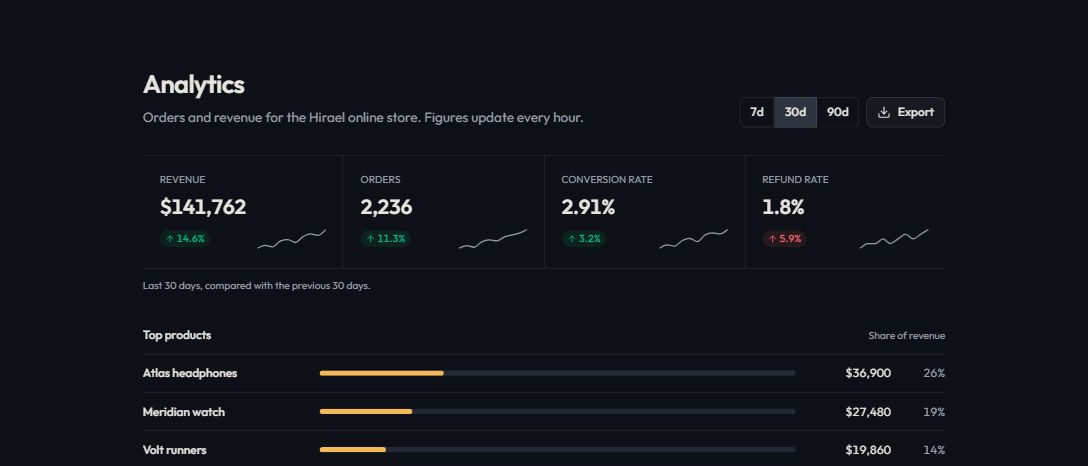 Analytics
Orders and revenue for the Hirael online store. Figures update every hour.
7d 30d 90d Export
REVENUE ORDERS CONVERSION RATE REFUND RATE
$141,762 2,236 2.91% 1.8%
↑ 14.6% ↑ 11.3% ↑ 3.2% ↑ 5.9%
Last 30 days, compared with the previous 30 days.
Top products Share of revenue
Atlas headphones $36,900 26%
Meridian watch $27,480 19%
Volt runners $19,860 14%